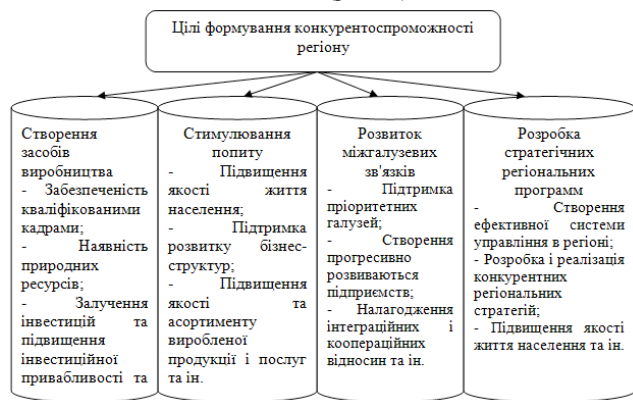 Цілі формування конкурентоспроможності
регіону
Створення
засобів
виробництва
- Забезпеченість
кваліфікованими
кадрами;
- Наявність
природних
ресурсів;
- Залучення
інвестицій та
підвищення
інвестиційної
привабливості та
Стимулювання
попиту
- Підвищення
якості життя
населення;
- Підтримка
розвитку бізнес-
структур;
- Підвищення
якості та
асортименту
виробленої
продукції і послуг
та ін.
Розвиток
міжгалузевих
зв'язків
- Підтримка
пріоритетних
галузей;
- Створення
прогресивно
розвиваються
підприємств;
- Налагодження
інтеграційних і
коопераційних
відносин та ін.
Розробка
стратегічних
регіональних
программ
- Створення
ефективної системи
управління в регіоні;
- Розробка і реалізація
конкурентних
регіональних
стратегій;
- Підвищення якості
життя населення та ін.